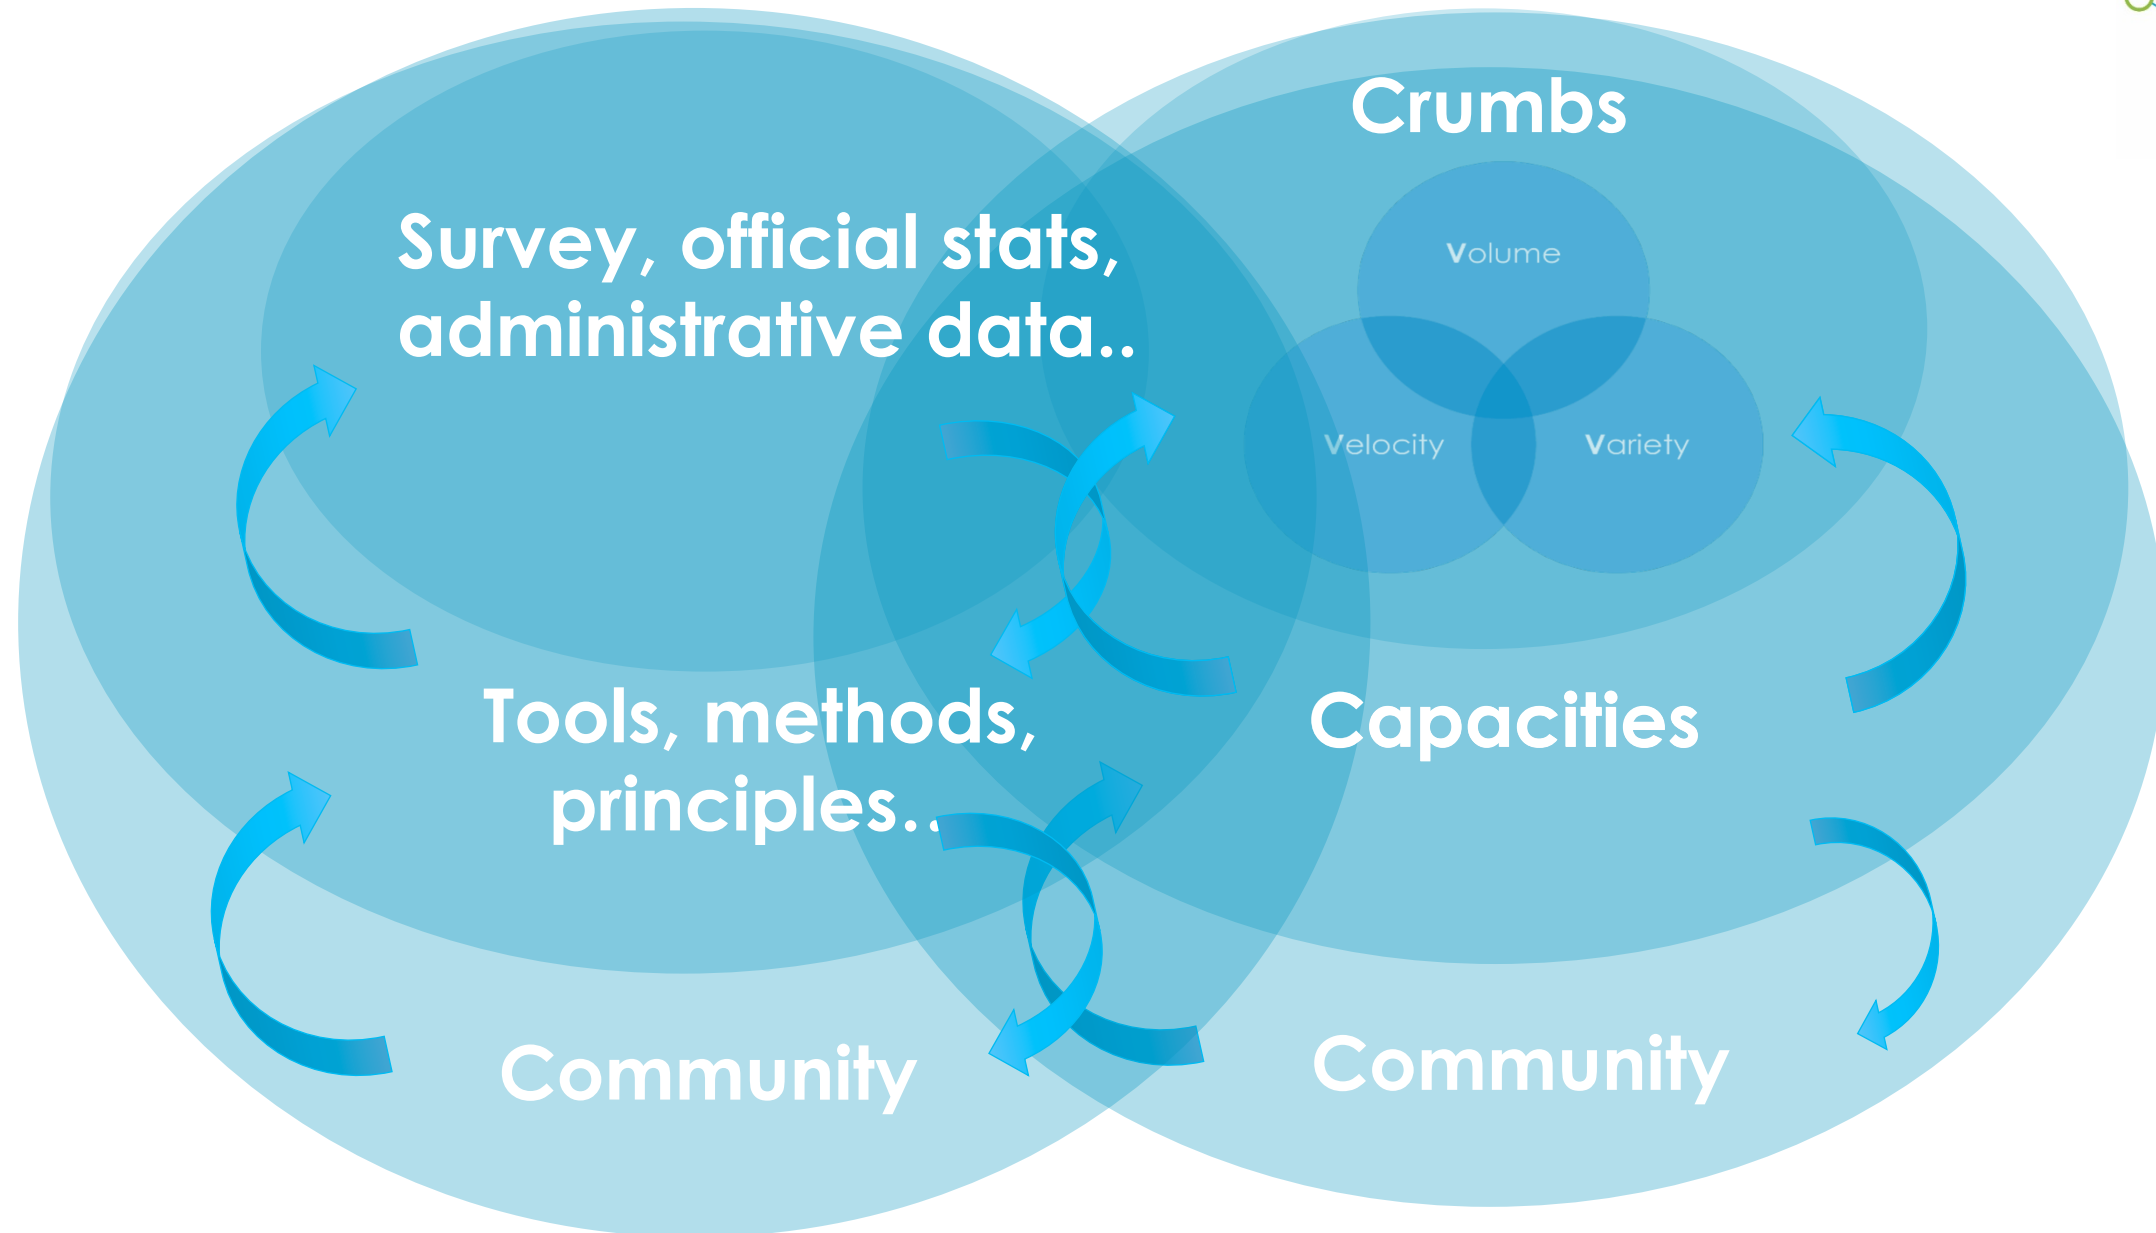 Crumbs
Volume
Velocity
Variety
Survey, official stats,
administrative data..
Tools, methods,
principles..
Capacities
Community
Community